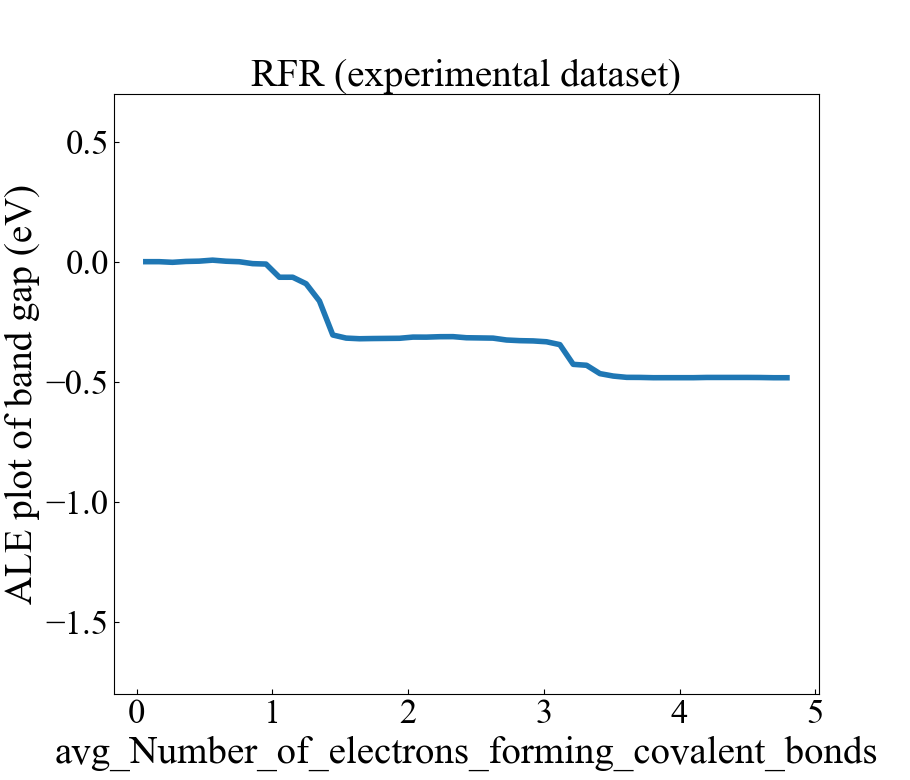 RFR (experimental dataset)
ALE plot of band gap (eV)
0.5
0.0
−0.5
−1.0
−1.5
0 1 2 3 4 5
avg_Number_of_electrons_forming_covalent_bonds